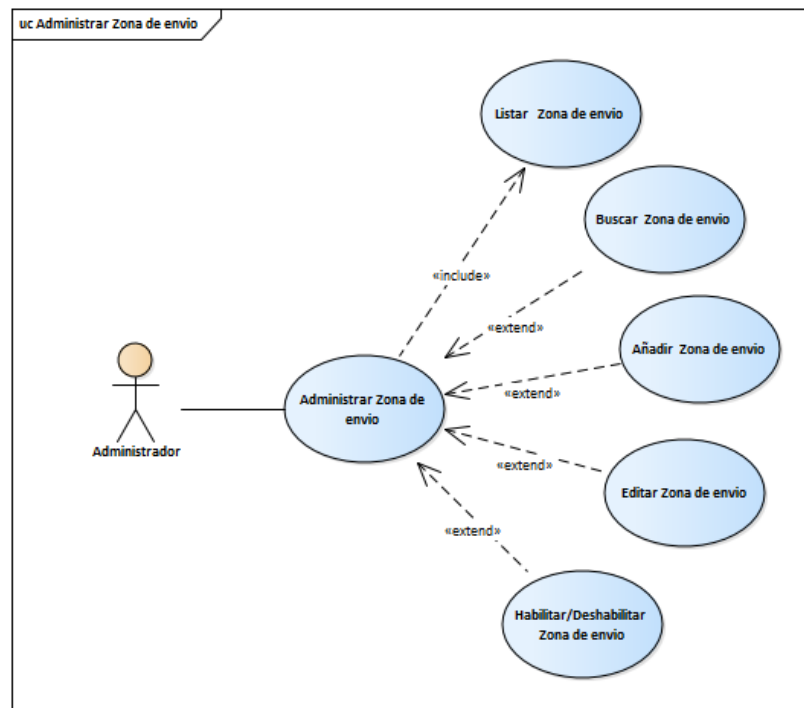 uc Administrar Zona de envio
Listar Zona de envio
Buscar Zona de envio
«include»
«extend»
Añadir Zona de envio
«extend»
Administrar Zona de
envio
Administrador
«extend»
Editar Zona de envio
«extend»
Habilitar/Deshabilitar
Zona de envio